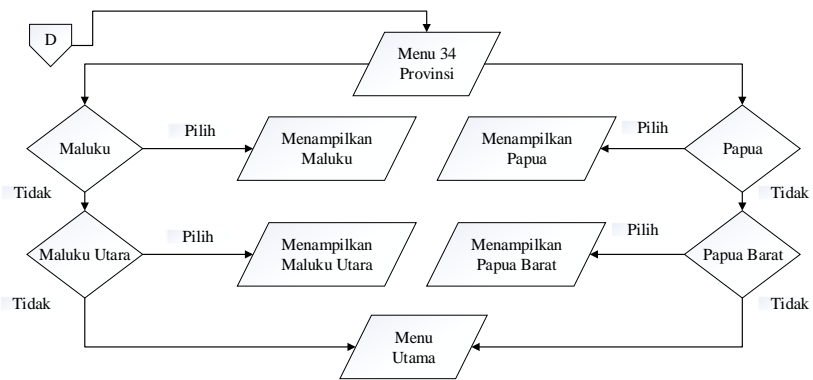 D
Menu 34
Provinsi
Maluku
Pilih
Menampilkan
Maluku
Menampilkan
Papua
Pilih
Papua
Tidak
Tidak
Maluku Utara
Pilih
Menampilkan
Maluku Utara
Menampilkan
Papua Barat
Pilih
Papua Barat
Tidak
Tidak
Menu
Utama